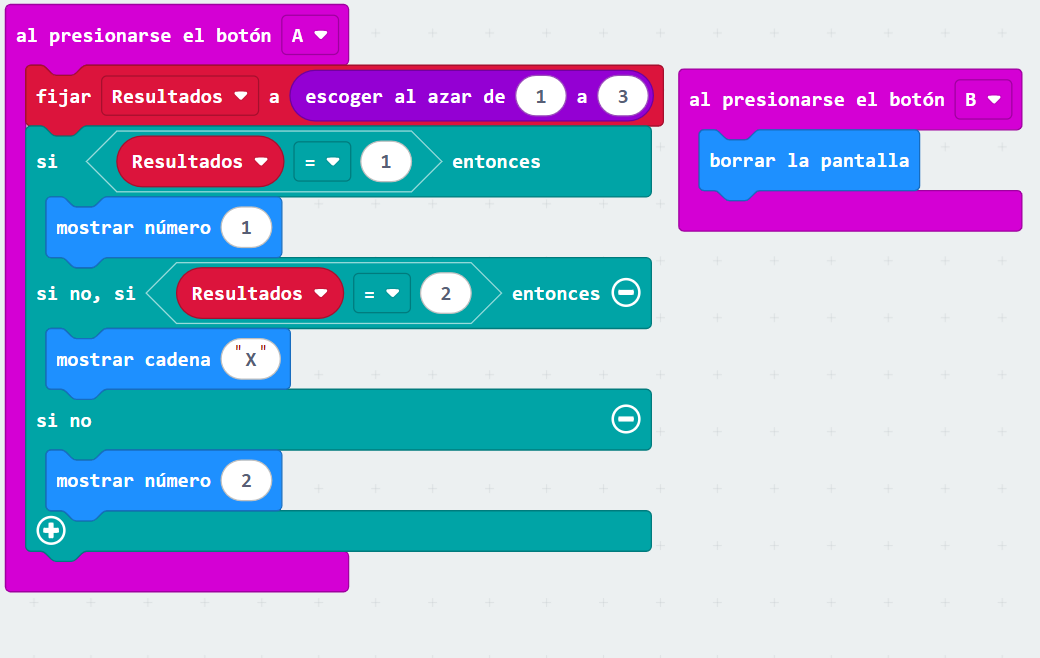 al presionarse el botón A
fijar Resultados a escoger al azar de 1 a 3
si Resultados = 1 entonces
mostrar número 1
si no, si Resultados = 2 entonces
mostrar cadena "X"
si no
mostrar número 2
al presionarse el botón B
borrar la pantalla